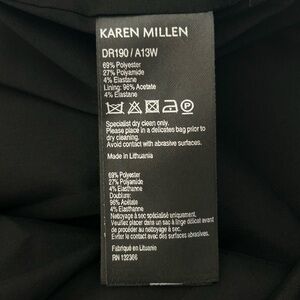 KAREN MILLEN
DR190 / A13W
69% Polyester
27% Polyamide
4% Elastane
Lining: 96% Acetate
4% Elastane
P
Specialist dry clean only.
Please place in a delicates bag prior to
dry cleaning.
Avoid contact with abrasive surfaces.
Made in Lithuania
69% Polyester
27% Polyamide
4% Elasthanne
Doublure:
96% Acétate
4% Elasthanne
Nettoyage à sec spécialisé uniquement.
Veuillez placer dans un sac à linge délicat avant
de procéder au nettoyage à sec.
Eviter le contact avec des surfaces abrasives.
Fabriqué en Lituanie
RN 132366